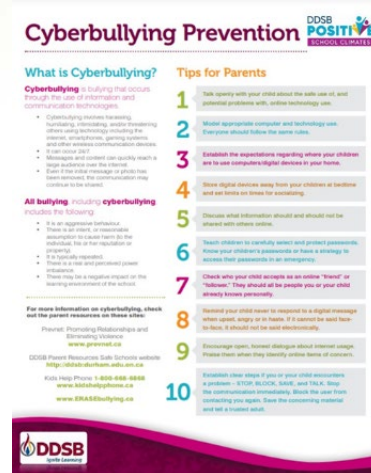 Cyberbullying Prevention
DDSB
POSITIVE
SCHOOL CLIMATES
What is Cyberbullying?
Cyberbullying is bullying that occurs
through the use of information and
communication technologies.
• Cyberbullying involves harassing,
humiliating, intimidating, and/or threatening
others using technology including the
internet, smartphones, gaming systems
and other wireless communication devices
• It can occur 24/7
• Messages and content can quickly reach a
large audience over the internet.
• Even if the initial message or photo has
been removed, the communication may
continue to be shared.
All bullying, including cyberbullying
includes the following:
• It is an aggressive behaviour.
• There is an intent, or reasonable
assumption to cause harm (to the
individual, his or her reputation or
property).
• It is typically repeated.
• There is a real and perceived power
imbalance
• There may be a negative impact on the
learning environment of the school.
For more information on cyberbullying, check
out the parent resources on these sites:
Prevnet: Promoting Relationships and
Eliminating Violence
www.prevnet.ca
DDSB Parent Resources Safe Schools website
http://ddsb.durham.edu.on.ca
Kids Help Phone 1-800-668-6868
www.kidshelpphone.ca
www.ERASEbullying.ca
Tips for Parents
1 Talk openly with your child about the safe use of, and
potential problems with, online technology use.
2 Model appropriate computer and technology use.
Everyone should follow the same rules.
3 Establish the expectations regarding where your children
are to use computers/digital devices in your home.
4 Store digital devices away from your children at bedtime
and set limits on times for socializing.
5 Discuss what information should and should not be
shared with others online.
6 Teach children to carefully select and protect passwords.
Know your children's passwords or have a strategy to
access their passwords in an emergency.
7 Check who your child accepts as an online "friend" or
"follower." They should all be people you or your child
already knows personally.
8 Remind your child never to respond to a digital message
when upset, angry or in haste. If it cannot be said face-
to-face, it should not be said electronically.
9 Encourage open, honest dialogue about internet usage.
Praise them when they identify online items of concern.
10 Establish clear steps if you or your child encounters
a problem – STOP, BLOCK, SAVE, and TALK. Stop
the communication immediately. Block the user from
contacting you again. Save the concerning material
and tell a trusted adult.
DDSB
Ignite Learning